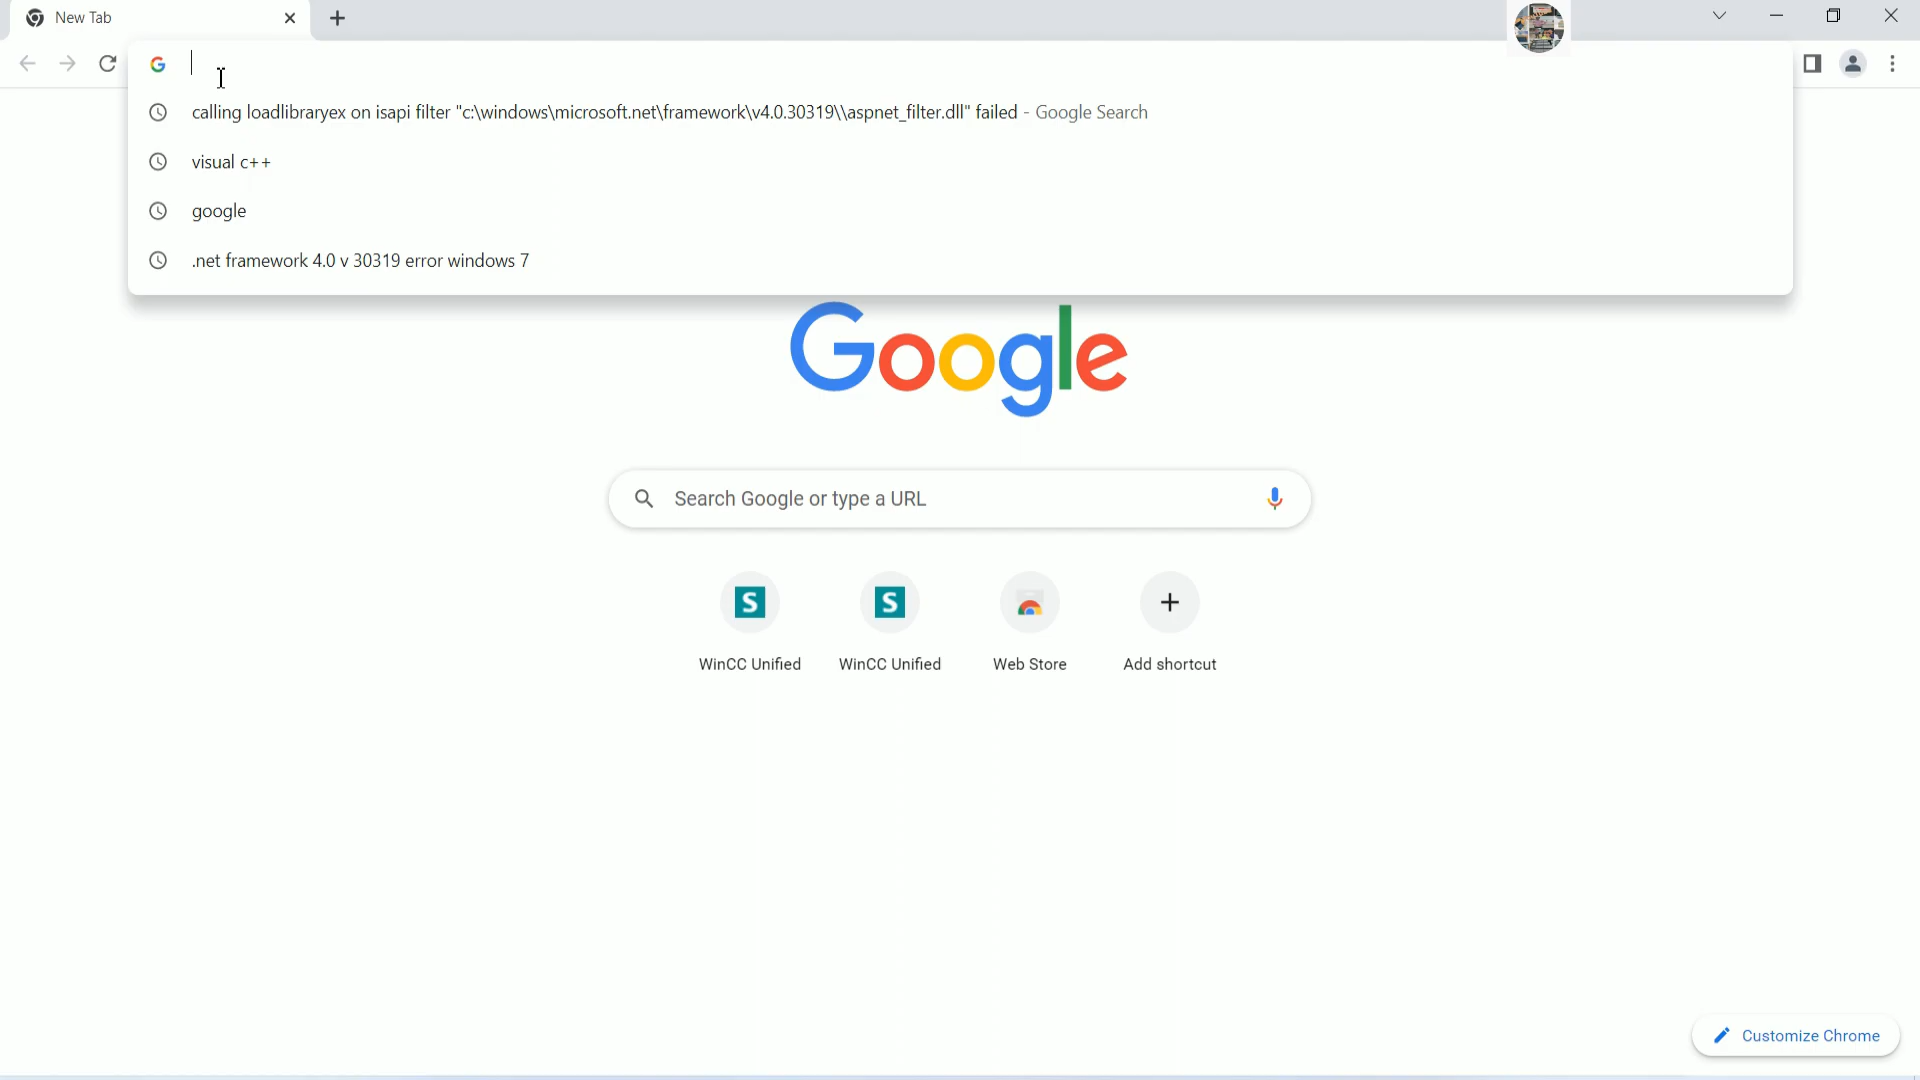 New Tab
calling loadlibraryex on isapi filter "c:\windows\microsoft.net\framework\v4.0.30319\\aspnet_filter.dll" failed - Google Search
visual c++
google
.net framework 4.0 v 30319 error windows 7
Google
Search Google or type a URL
WinCC Unified
WinCC Unified
Web Store
Add shortcut
Customize Chrome